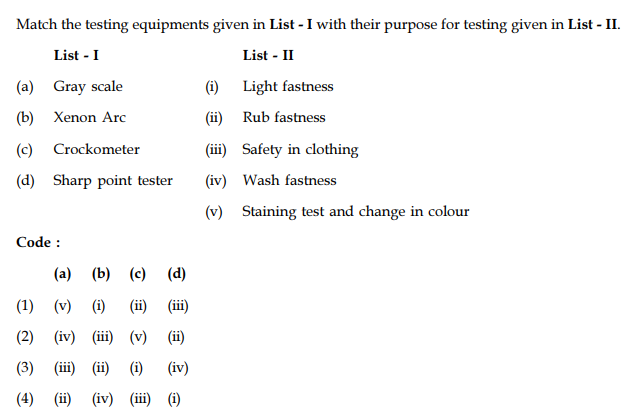 Match the testing equipments given in List - I with their purpose for testing given in List - II.
List - I List - II
(a) Gray scale (i) Light fastness
(b) Xenon Arc (ii) Rub fastness
(c) Crockometer (iii) Safety in clothing
(d) Sharp point tester (iv) Wash fastness
(v) Staining test and change in colour
Code :
(a) (b) (c) (d)
(1) (v) (i) (ii) (iii)
(2) (iv) (iii) (v) (ii)
(3) (iii) (ii) (i) (iv)
(4) (ii) (iv) (iii) (i)